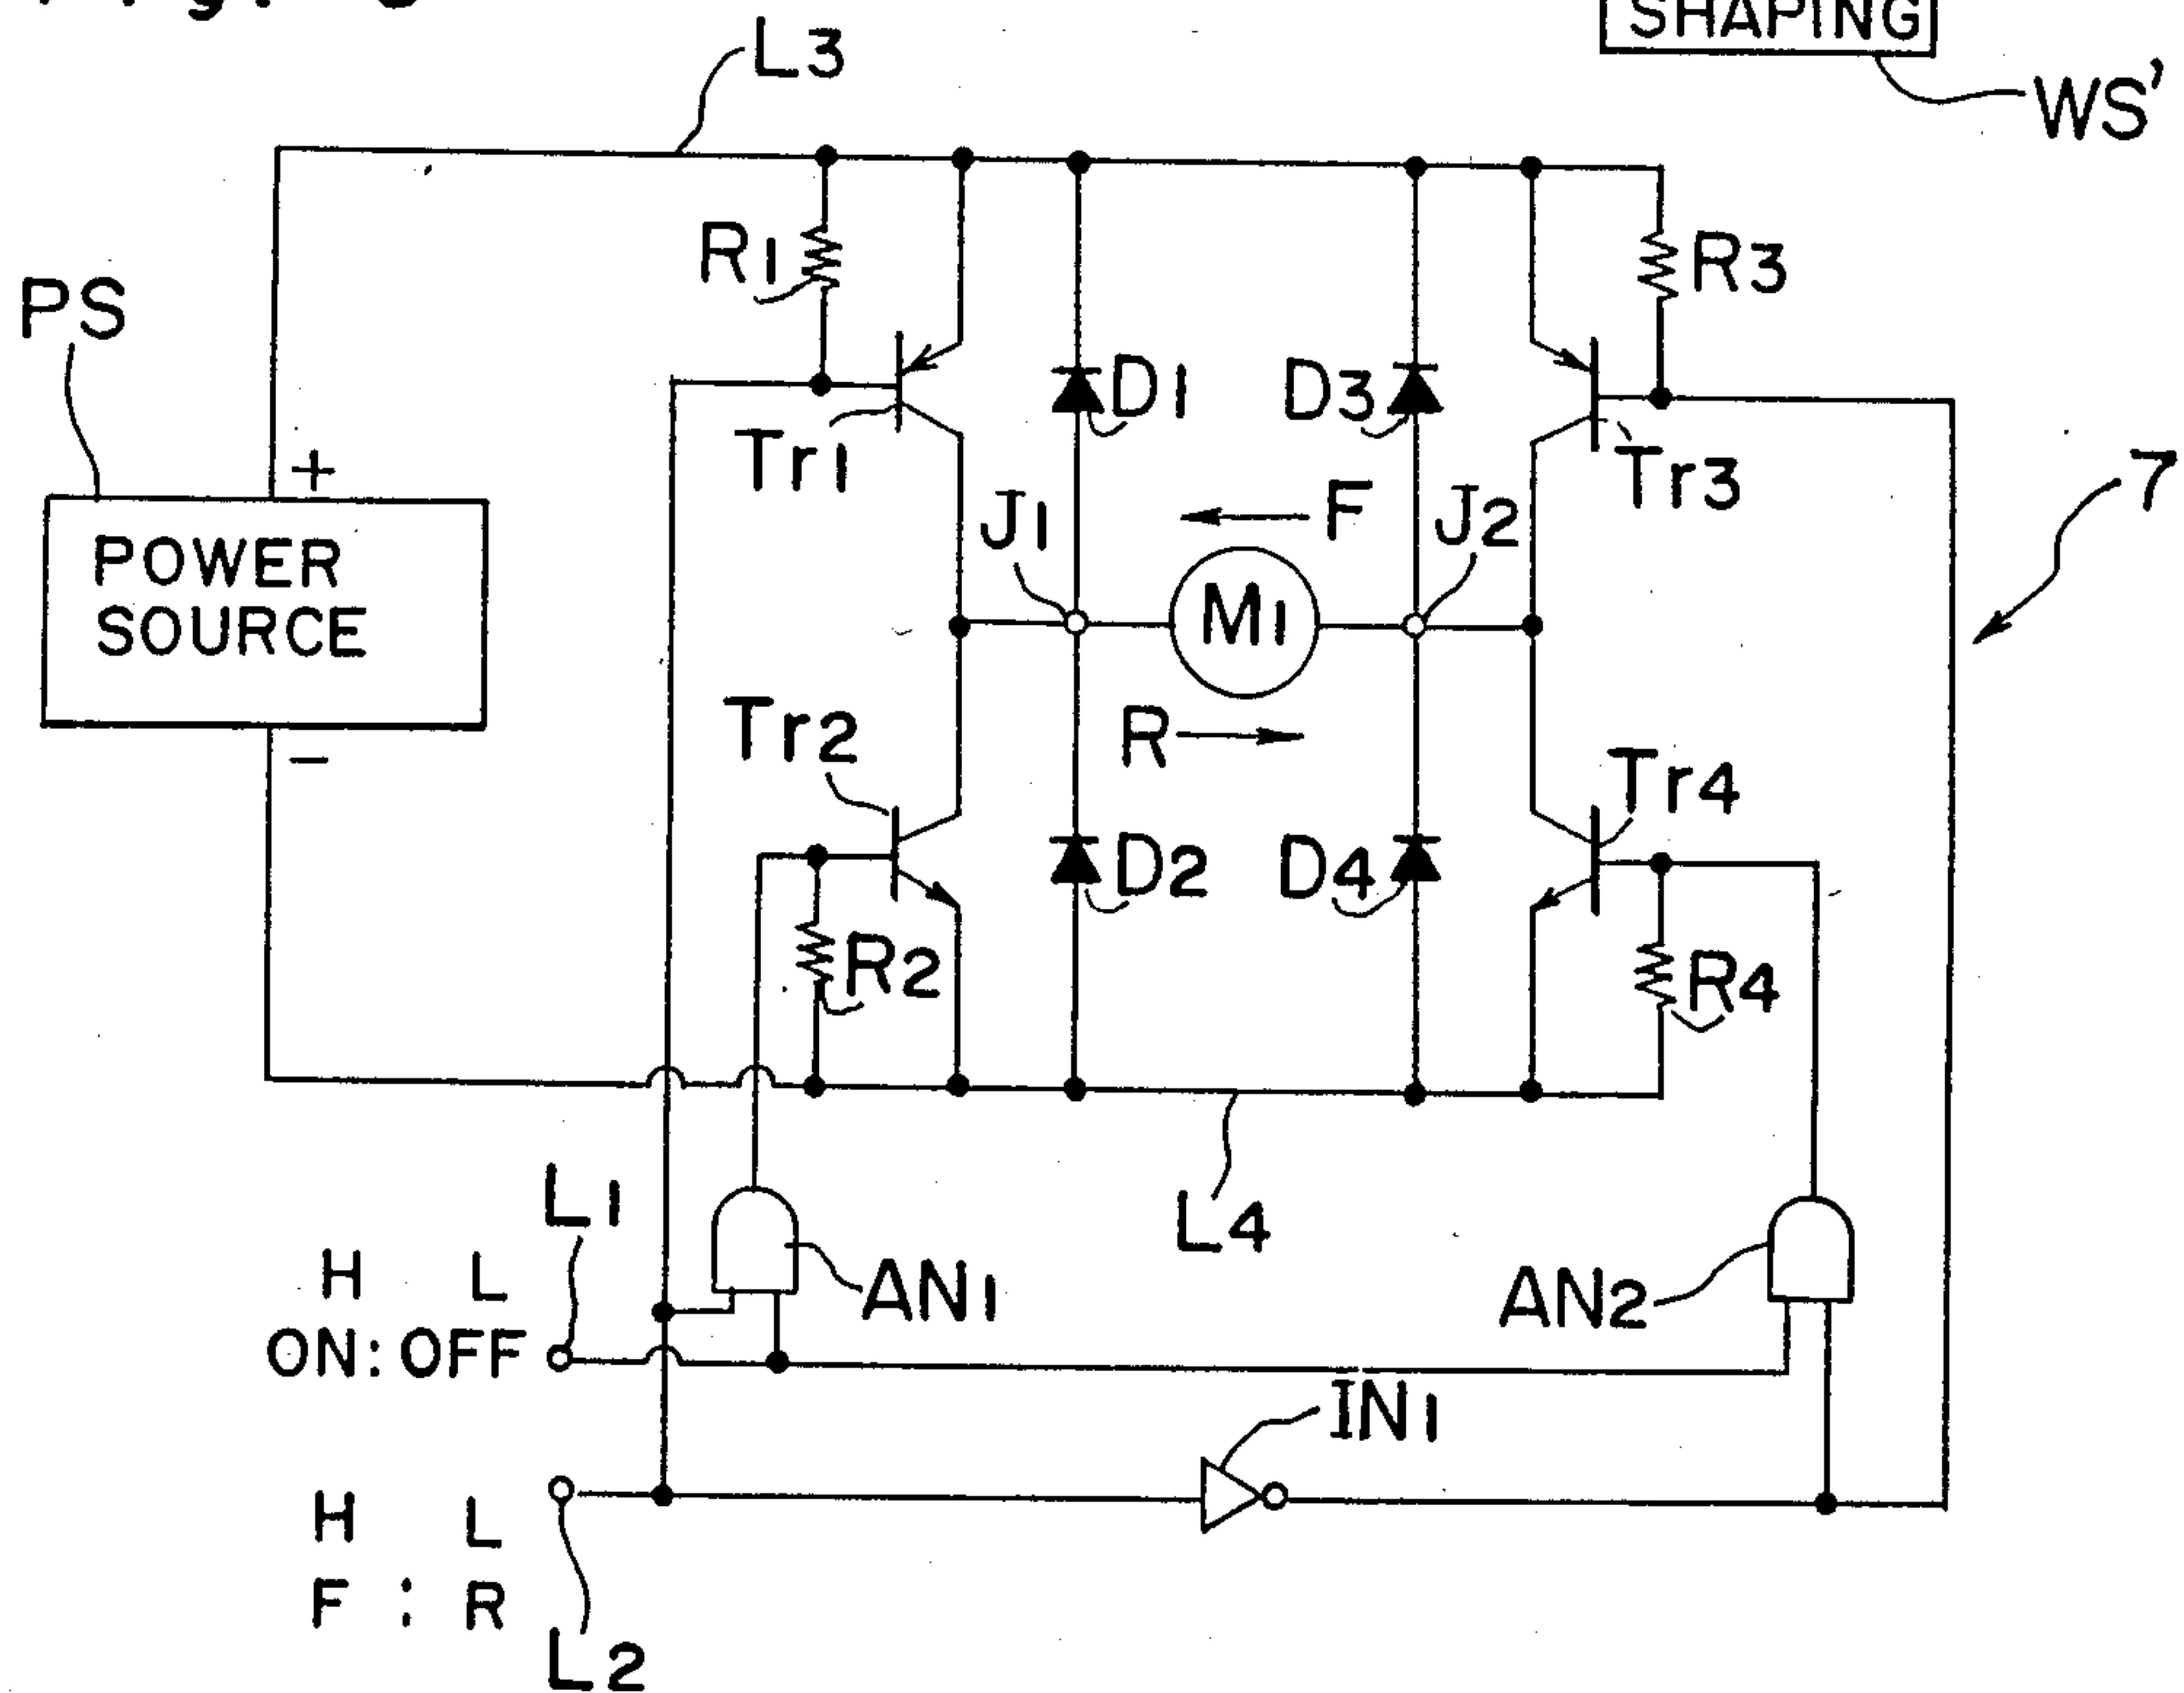 SHAPING
L3
WS'
R1
R3
PS
D1
D3
Tr1
Tr3
7
+
F
J1
J2
POWER
SOURCE
M1
Tr2
R
Tr4
−
D2
D4
R2
R4
L1
L4
H L
AN1
AN2
ON:OFF
IN1
H L
F : R
L2